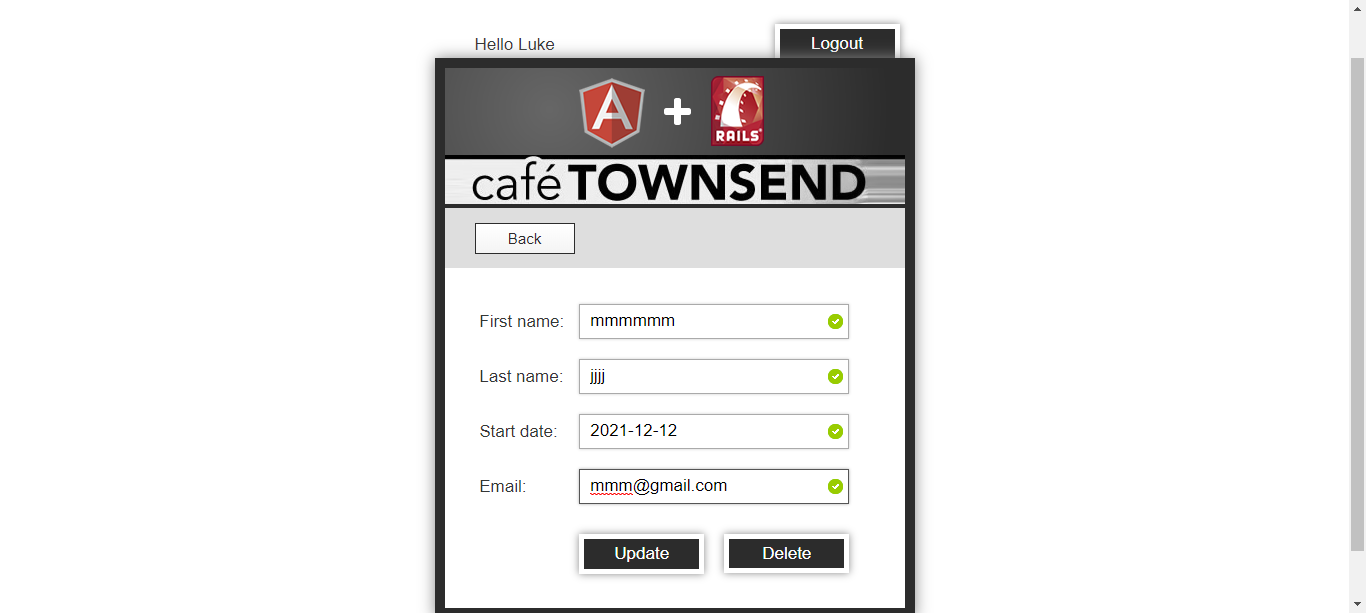 Hello Luke
Logout
A
RAILS
café TOWNSEND
Back
First name: mmmmmm
Last name: jjjj
Start date: 2021-12-12
Email: mmm@gmail.com
Update Delete